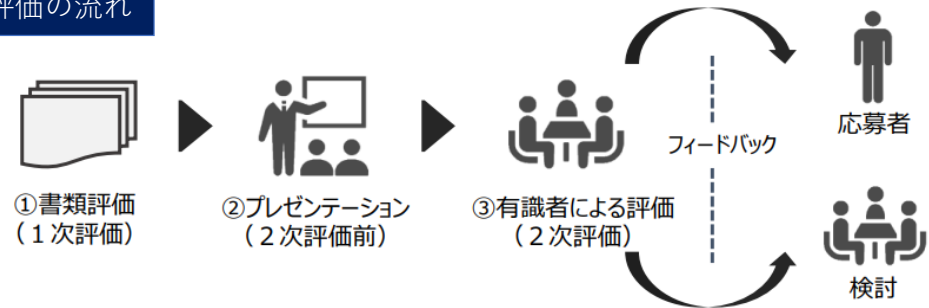 評価の流れ
①書類評価
（１次評価）
②プレゼンテーション
（２次評価前）
③有識者による評価
（２次評価）
フィードバック
応募者
検討